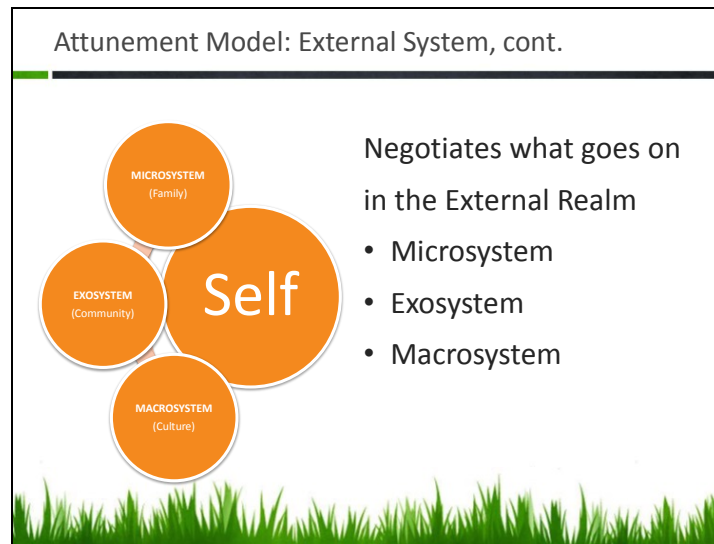 Attunement Model: External System, cont.
MICROSYSTEM
(Family)
EXOSYSTEM
(Community)
Self
MACROSYSTEM
(Culture)
Negotiates what goes on
in the External Realm
• Microsystem
• Exosystem
• Macrosystem